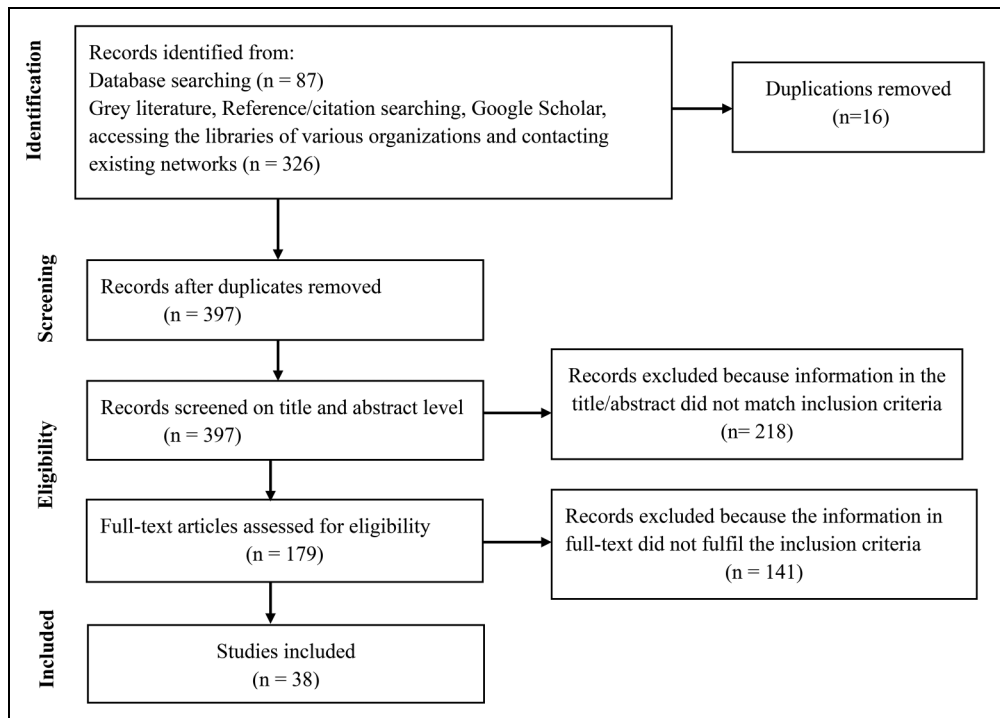 Identification
Records identified from:
Database searching (n = 87)
Grey literature, Reference/citation searching, Google Scholar,
accessing the libraries of various organizations and contacting
existing networks (n = 326)
Duplications removed
(n=16)
Screening
Records after duplicates removed
(n = 397)
Eligibility
Records screened on title and abstract level
(n = 397)
Records excluded because information in the
title/abstract did not match inclusion criteria
(n= 218)
Full-text articles assessed for eligibility
(n = 179)
Records excluded because the information in
full-text did not fulfil the inclusion criteria
(n = 141)
Included
Studies included
(n = 38)